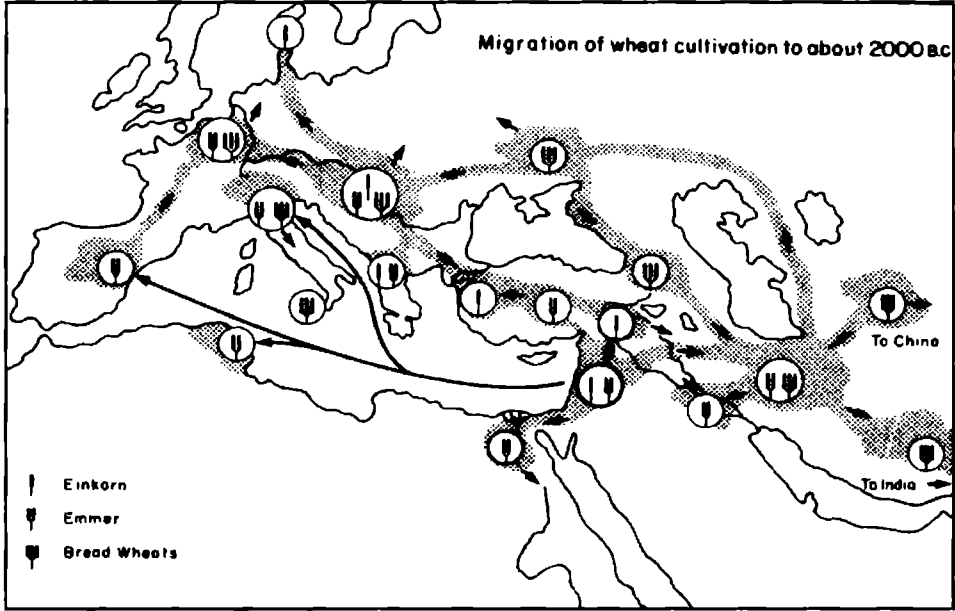 Migration of wheat cultivation to about 2000 B.C
To China
To India
Einkorn
Emmer
Bread Wheats